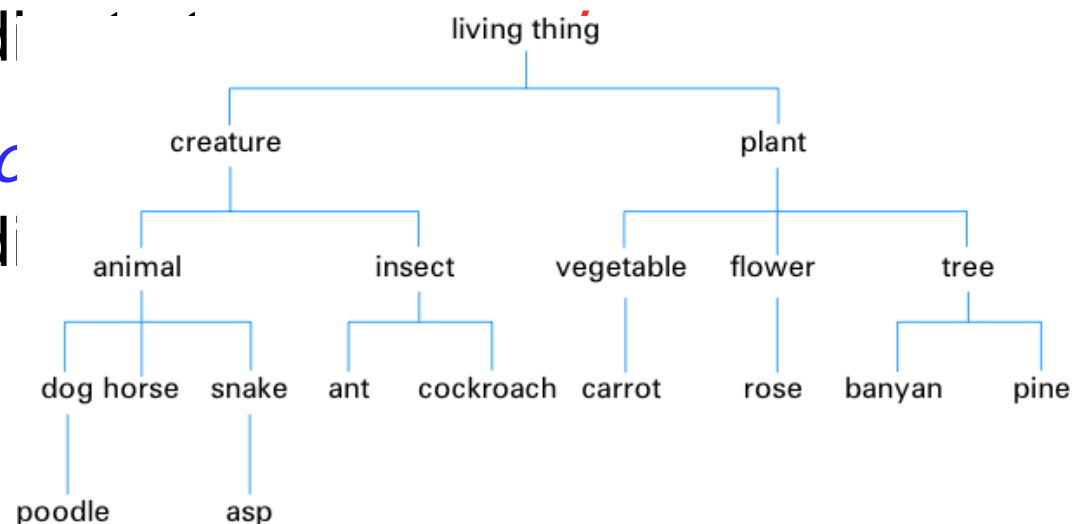 living thing
creature plant
animal insect vegetable flower tree
dog horse snake ant cockroach carrot rose banyan pine
poodle asp